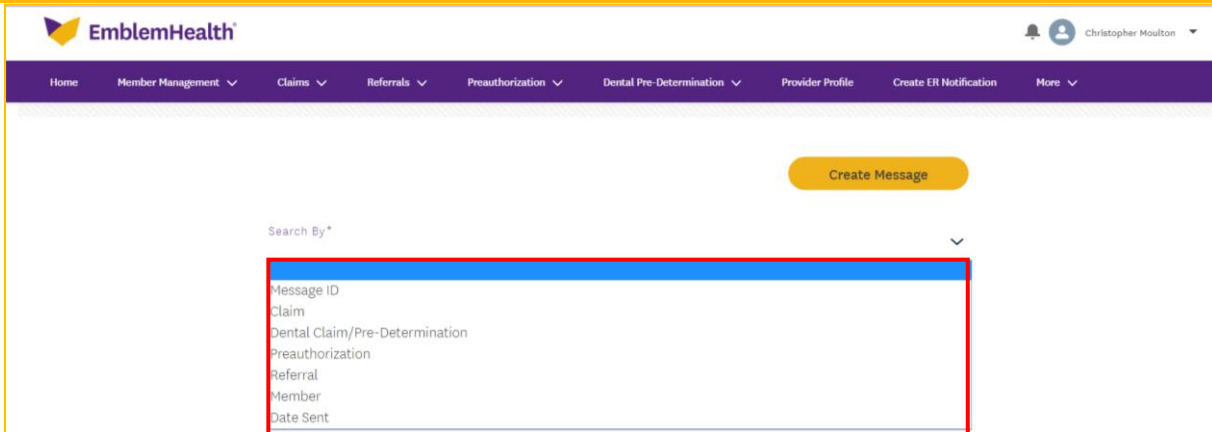 EmblemHealth
Christopher Moulton
Home Member Management Claims Referrals Preauthorization Dental Pre-Determination Provider Profile Create ER Notification More
Create Message
Search By*
Message ID
Claim
Dental Claim/Pre-Determination
Preauthorization
Referral
Member
Date Sent